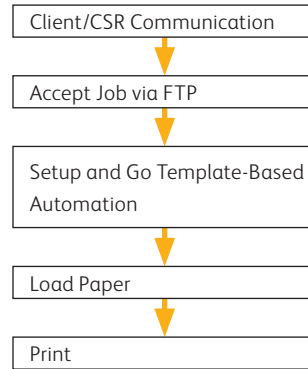 Client/CSR Communication
Accept Job via FTP
Setup and Go Template-Based
Automation
Load Paper
Print